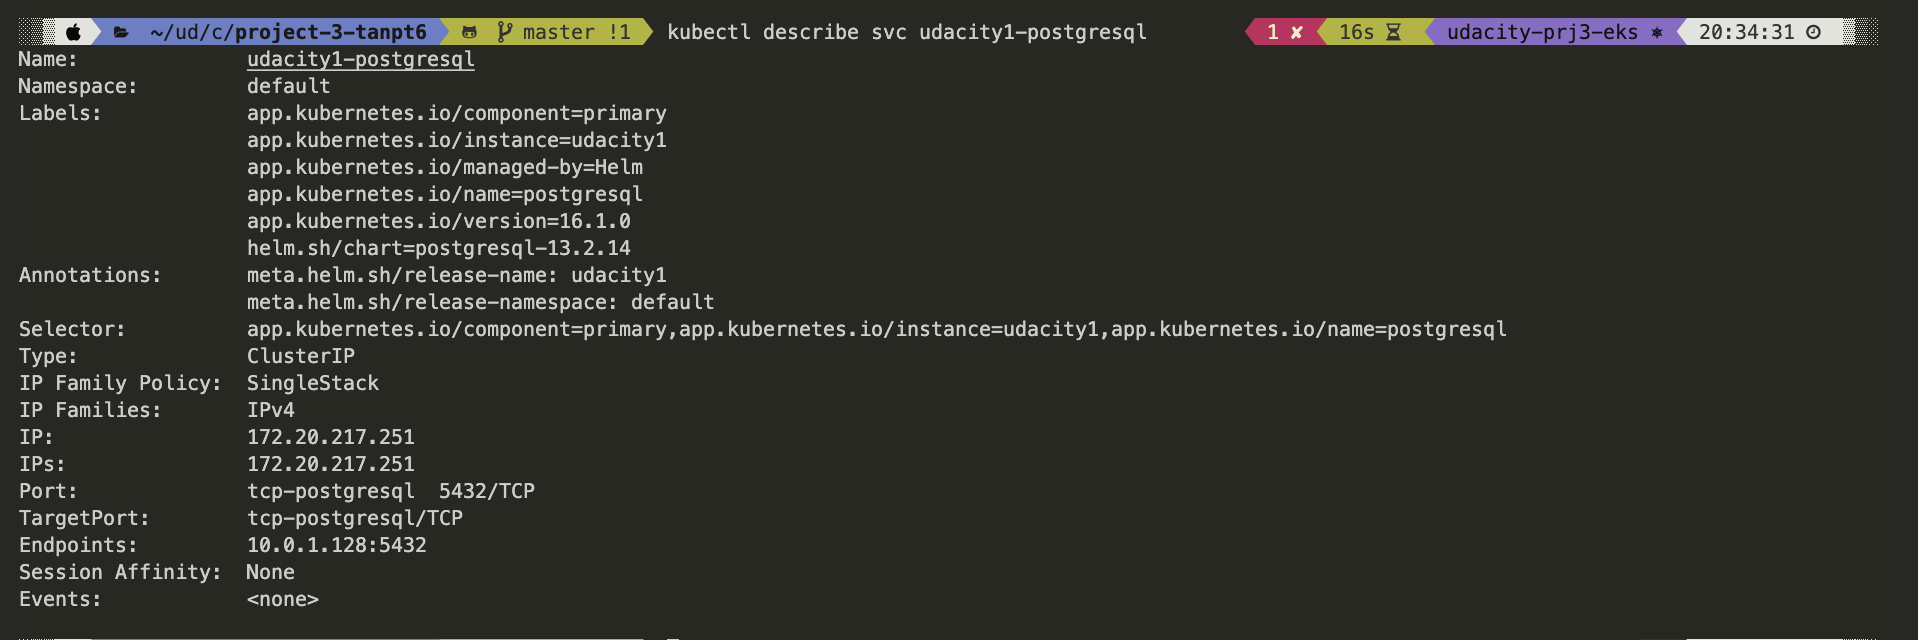 ~/ud/c/project-3-tanpt6 master !1 kubectl describe svc udacity1-postgresql 1 ✘ 16s udacity-prj3-eks 20:34:31
Name: udacity1-postgresql
Namespace: default
Labels: app.kubernetes.io/component=primary
app.kubernetes.io/instance=udacity1
app.kubernetes.io/managed-by=Helm
app.kubernetes.io/name=postgresql
app.kubernetes.io/version=16.1.0
helm.sh/chart=postgresql-13.2.14
Annotations: meta.helm.sh/release-name: udacity1
meta.helm.sh/release-namespace: default
Selector: app.kubernetes.io/component=primary,app.kubernetes.io/instance=udacity1,app.kubernetes.io/name=postgresql
Type: ClusterIP
IP Family Policy: SingleStack
IP Families: IPv4
IP: 172.20.217.251
IPs: 172.20.217.251
Port: tcp-postgresql 5432/TCP
TargetPort: tcp-postgresql/TCP
Endpoints: 10.0.1.128:5432
Session Affinity: None
Events: <none>